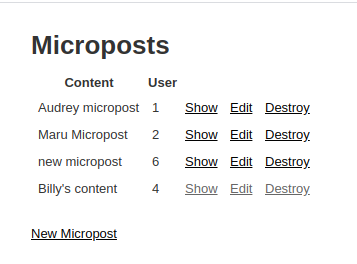 Microposts
Content User
Audrey micropost 1 Show Edit Destroy
Maru Micropost 2 Show Edit Destroy
new micropost 6 Show Edit Destroy
Billy's content 4 Show Edit Destroy
New Micropost